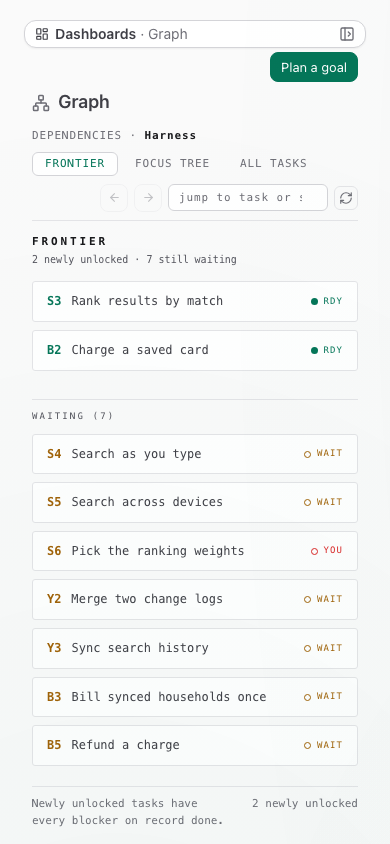 Dashboards · Graph
Plan a goal
Graph
DEPENDENCIES · Harness
FRONTIER FOCUS TREE ALL TASKS
← → jump to task or s
FRONTIER
2 newly unlocked · 7 still waiting
S3 Rank results by match RDY
B2 Charge a saved card RDY
WAITING (7)
S4 Search as you type WAIT
S5 Search across devices WAIT
S6 Pick the ranking weights YOU
Y2 Merge two change logs WAIT
Y3 Sync search history WAIT
B3 Bill synced households once WAIT
B5 Refund a charge WAIT
Newly unlocked tasks have 2 newly unlocked
every blocker on record done.